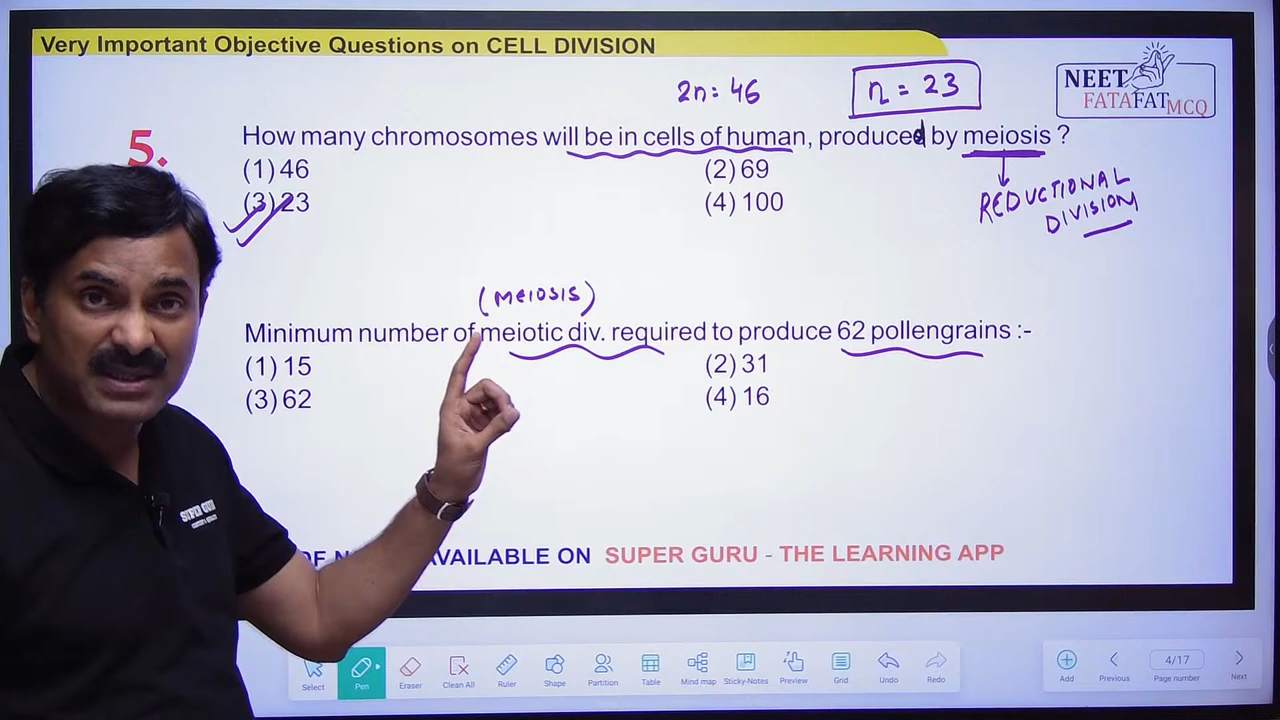 Very Important Objective Questions on CELL DIVISION
2n = 46
n = 23
NEET
FATAFAT MCQ
5.
How many chromosomes will be in cells of human, produced by meiosis ?
(1) 46
(2) 69
(3) 23
(4) 100
REDUCTIONAL
DIVISION
(MEIOSIS)
Minimum number of meiotic div. required to produce 62 pollengrains :-
(1) 15
(2) 31
(3) 62
(4) 16
SUPER GURU
AVAILABLE ON SUPER GURU - THE LEARNING APP
Select
Pen
Eraser
Clean All
Ruler
Shape
Partition
Table
Mind map
Sticky-Notes
Preview
Grid
Undo
Redo
Add
Previous
4/17
Page number
Next